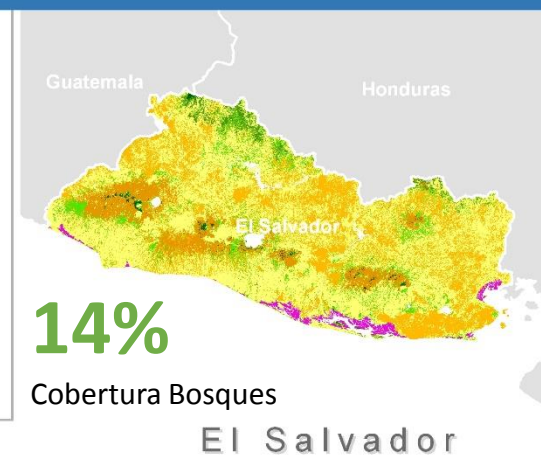 Guatemala
Honduras
El Salvador
14%
Cobertura Bosques
El Salvador